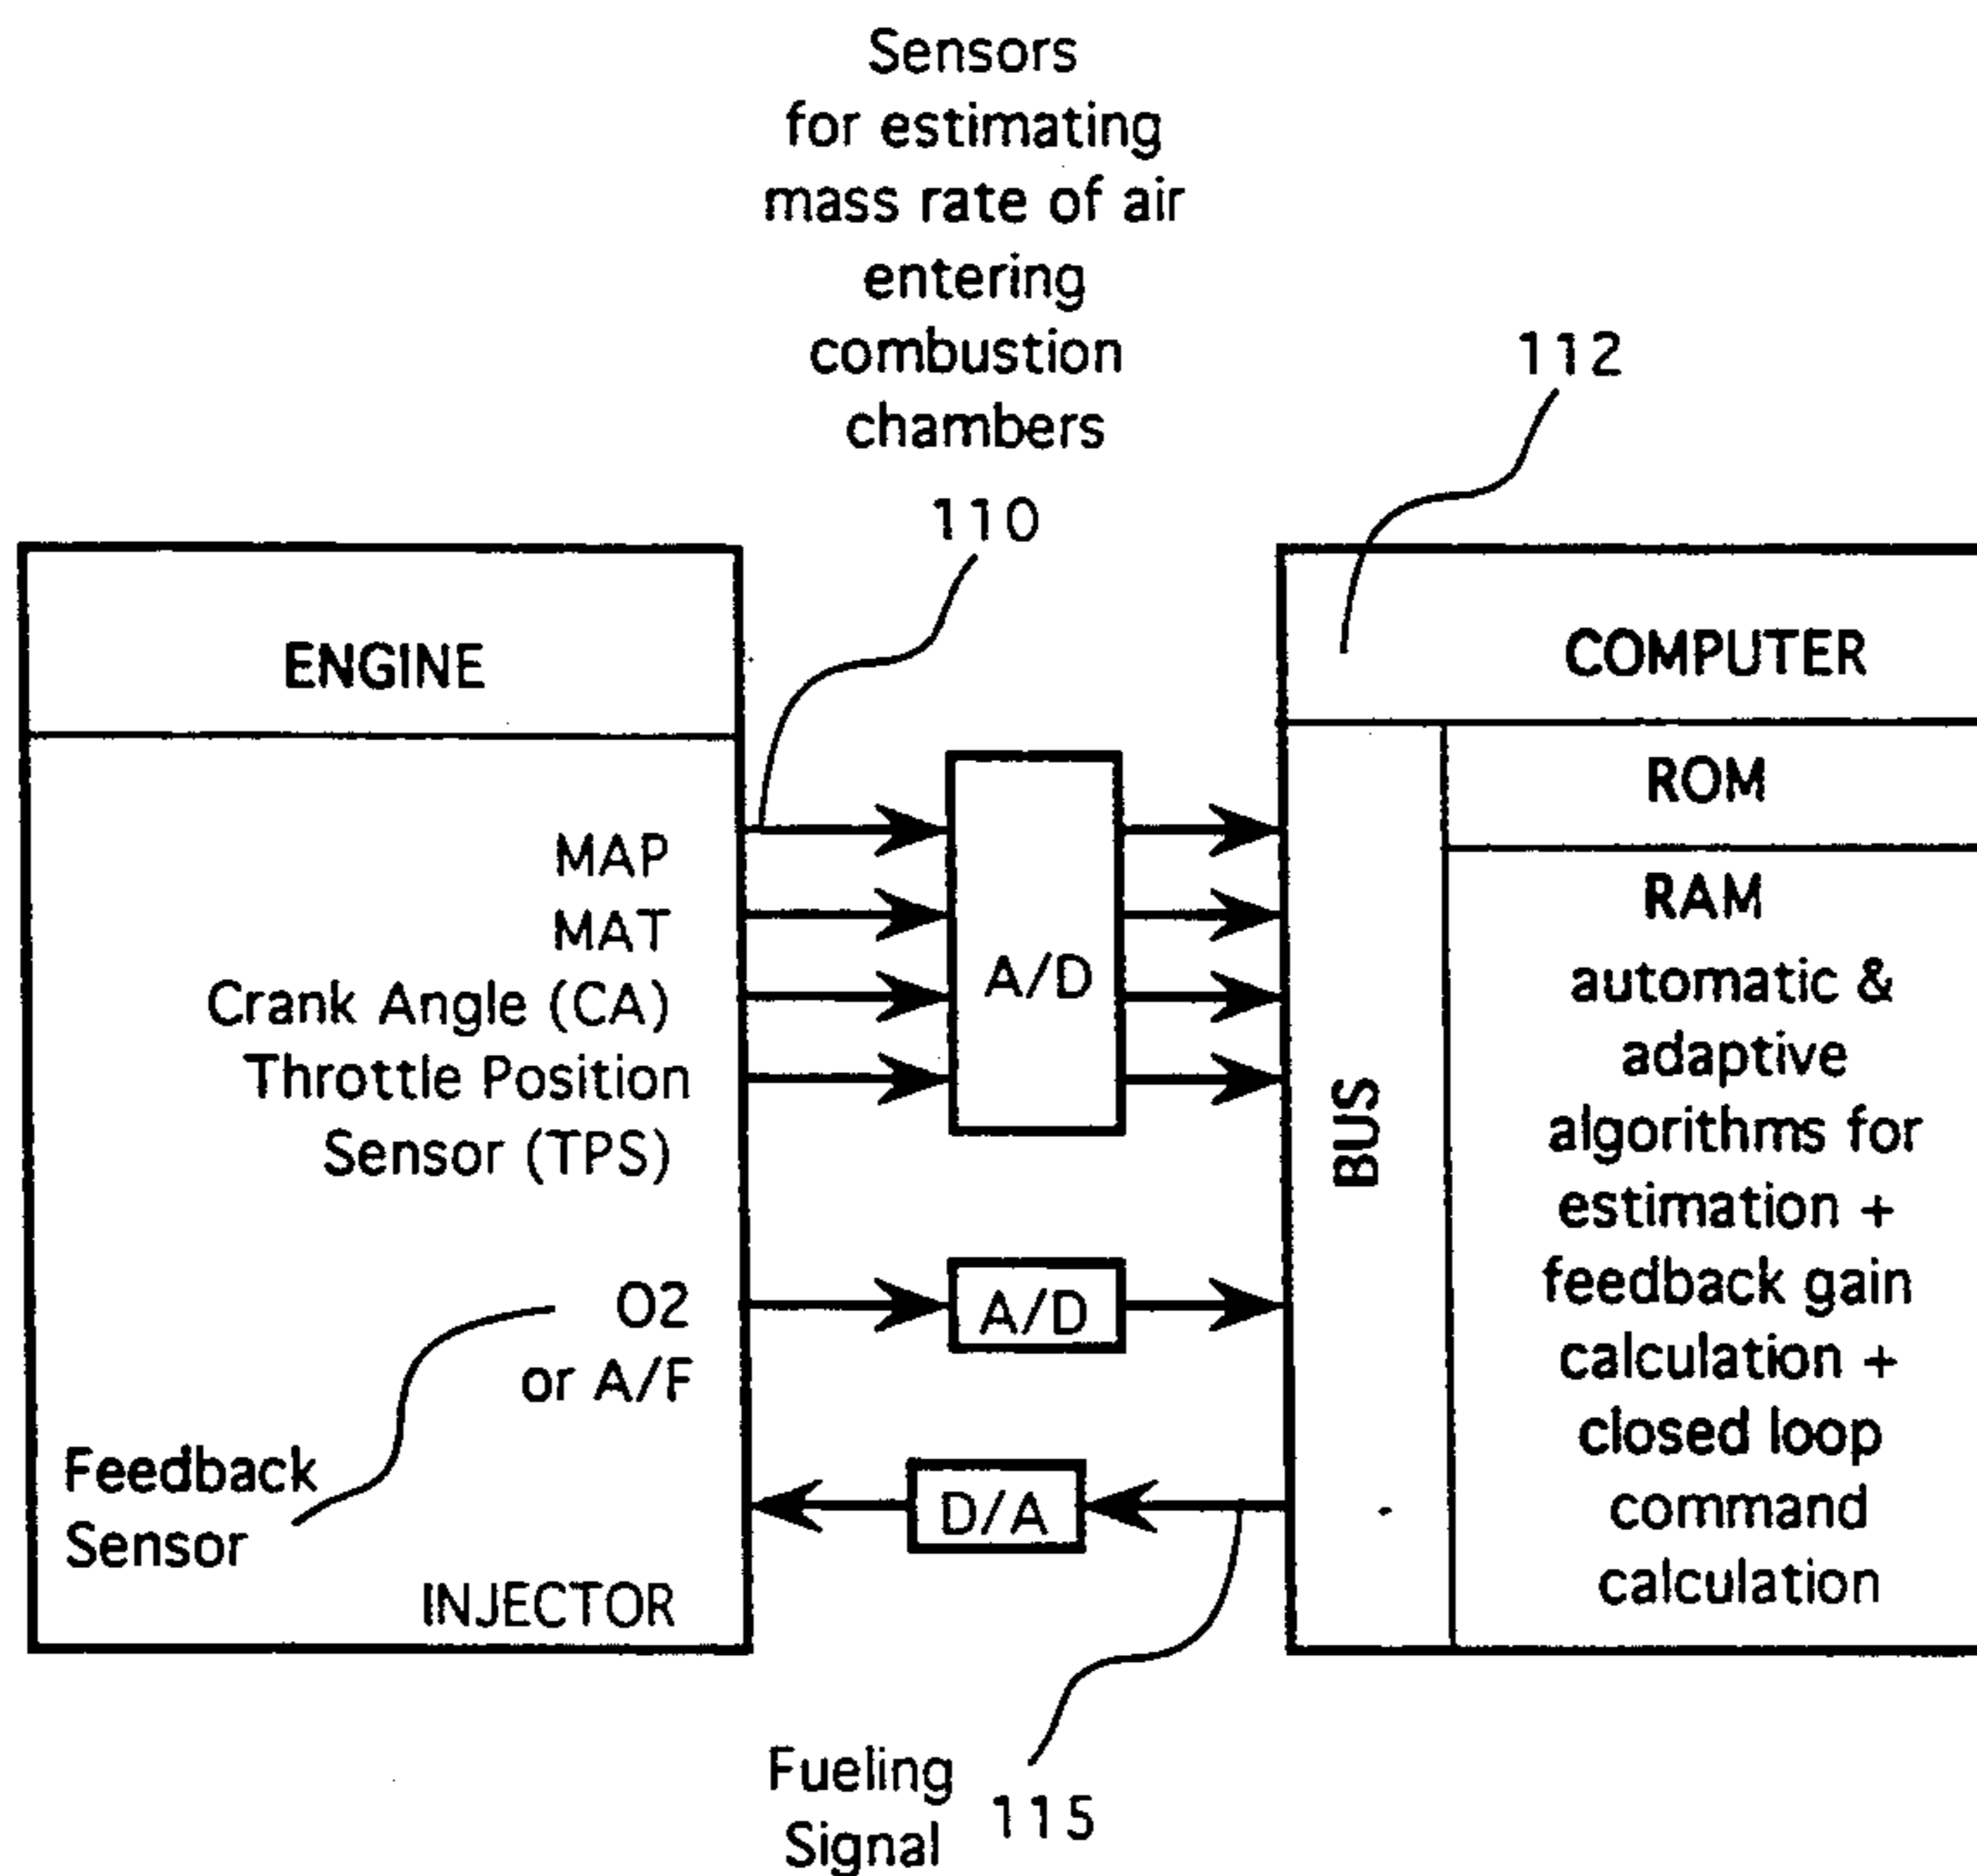 Sensors
for estimating
mass rate of air
entering
combustion
chambers
110
112
ENGINE
MAP
MAT
Crank Angle (CA)
Throttle Position
Sensor (TPS)
O2
or A/F
Feedback
Sensor
INJECTOR
A/D
A/D
D/A
COMPUTER
BUS
ROM
RAM
automatic &
adaptive
algorithms for
estimation +
feedback gain
calculation +
closed loop
command
calculation
Fueling
Signal
115